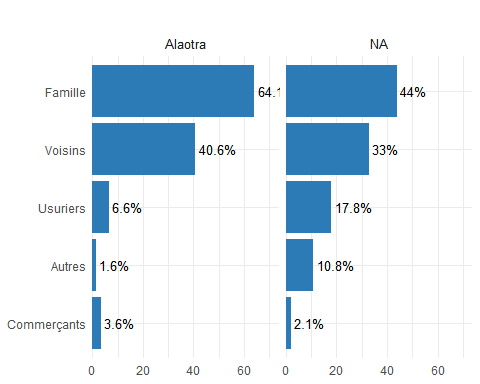 Alaotra NA
Famille 64.1 44%
Voisins 40.6% 33%
Usuriers 6.6% 17.8%
Autres 1.6% 10.8%
Commerçants 3.6% 2.1%
0 20 40 60 0 20 40 60